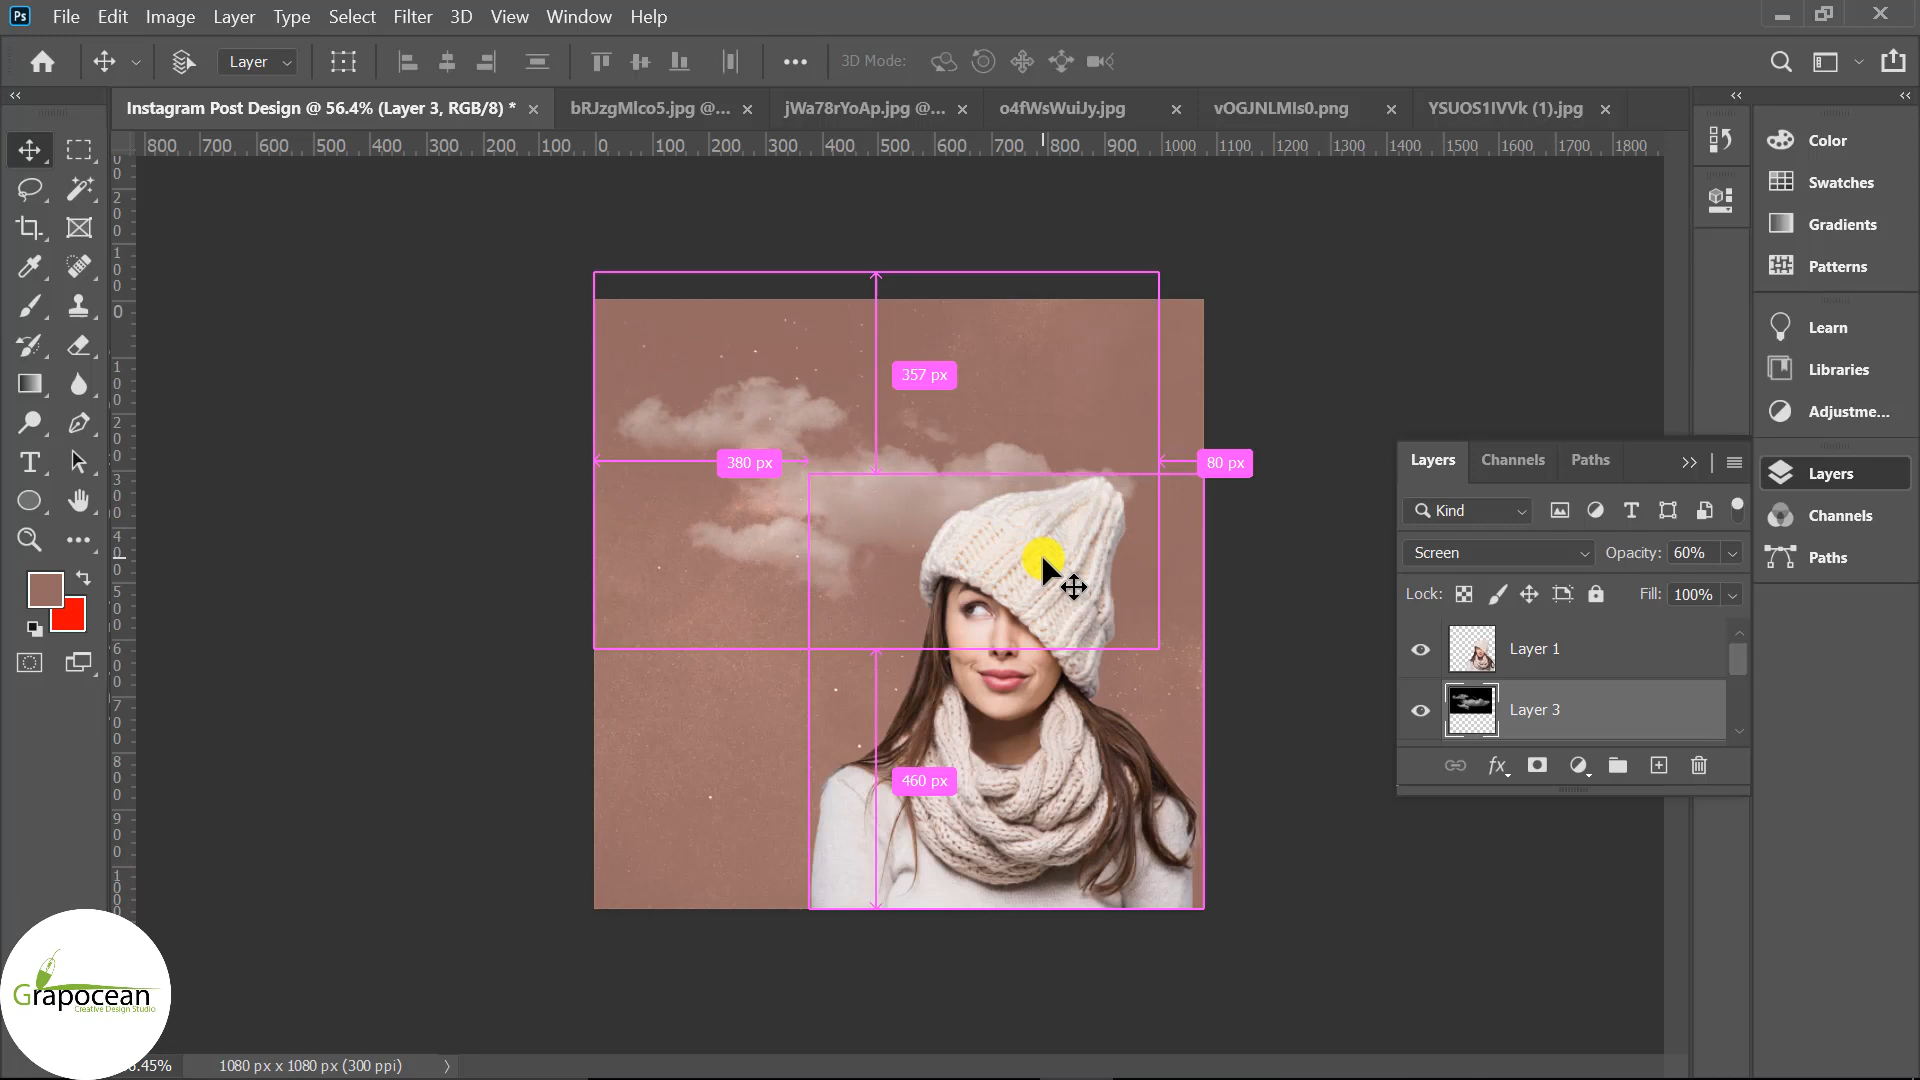 Ps File Edit Image Layer Type Select Filter 3D View Window Help
Layer 3D Mode:
Instagram Post Design @ 56.4% (Layer 3, RGB/8) * bRJzgMlco5.jpg @... jWa78rYoAp.jpg @... o4fWsWuiJy.jpg vOGJNLMIs0.png YSUOS1IVVk (1).jpg
800 700 600 500 400 300 200 100 0 100 200 300 400 500 600 700 800 900 1000 1100 1200 1300 1400 1500 1600 1700 1800
Color
Swatches
Gradients
Patterns
Learn
Libraries
Adjustme...
Layers
Channels
Paths
357 px
380 px
80 px
460 px
Layers Channels Paths
Kind
Screen Opacity: 60%
Lock: Fill: 100%
Layer 1
Layer 3
fx
Grapocean
Creative Design Studio
6.45% 1080 px x 1080 px (300 ppi)